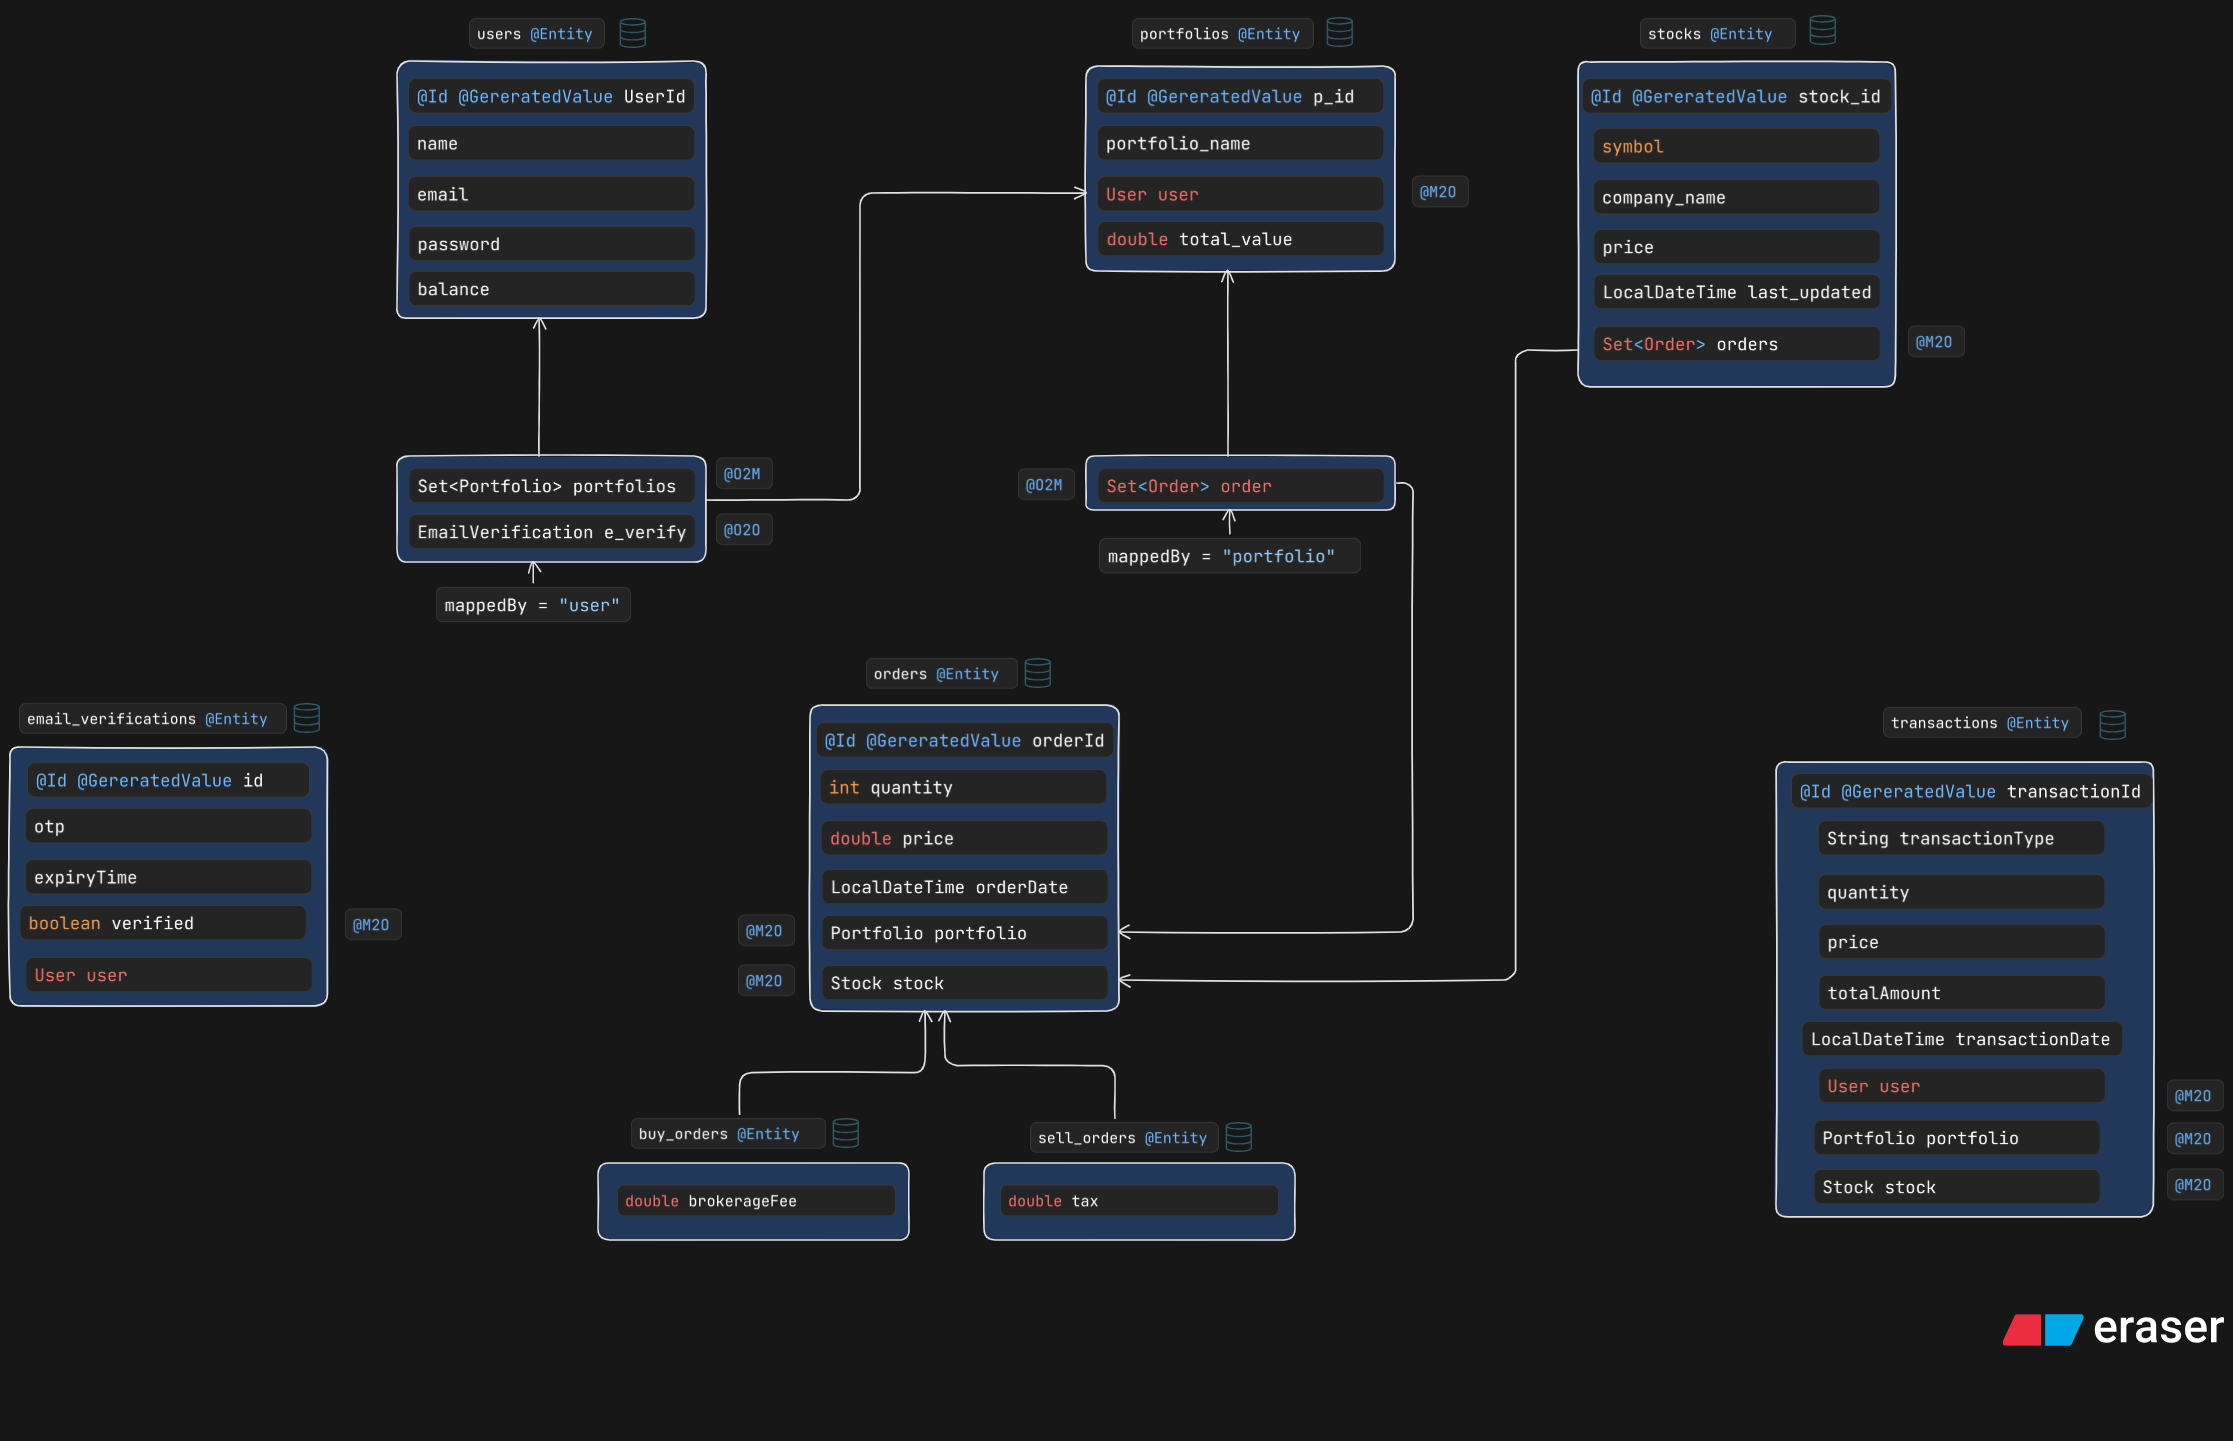 users @Entity
@Id @GereratedValue UserId
name
email
password
balance
Set<Portfolio> portfolios
@O2M
EmailVerification e_verify
@O2O
mappedBy = "user"
portfolios @Entity
@Id @GereratedValue p_id
portfolio_name
User user
@M2O
double total_value
@O2M
Set<Order> order
mappedBy = "portfolio"
stocks @Entity
@Id @GereratedValue stock_id
symbol
company_name
price
LocalDateTime last_updated
Set<Order> orders
@M2O
email_verifications @Entity
@Id @GereratedValue id
otp
expiryTime
boolean verified
@M2O
User user
orders @Entity
@Id @GereratedValue orderId
int quantity
double price
LocalDateTime orderDate
@M2O
Portfolio portfolio
@M2O
Stock stock
buy_orders @Entity
double brokerageFee
sell_orders @Entity
double tax
transactions @Entity
@Id @GereratedValue transactionId
String transactionType
quantity
price
totalAmount
LocalDateTime transactionDate
User user
@M2O
Portfolio portfolio
@M2O
Stock stock
@M2O
eraser